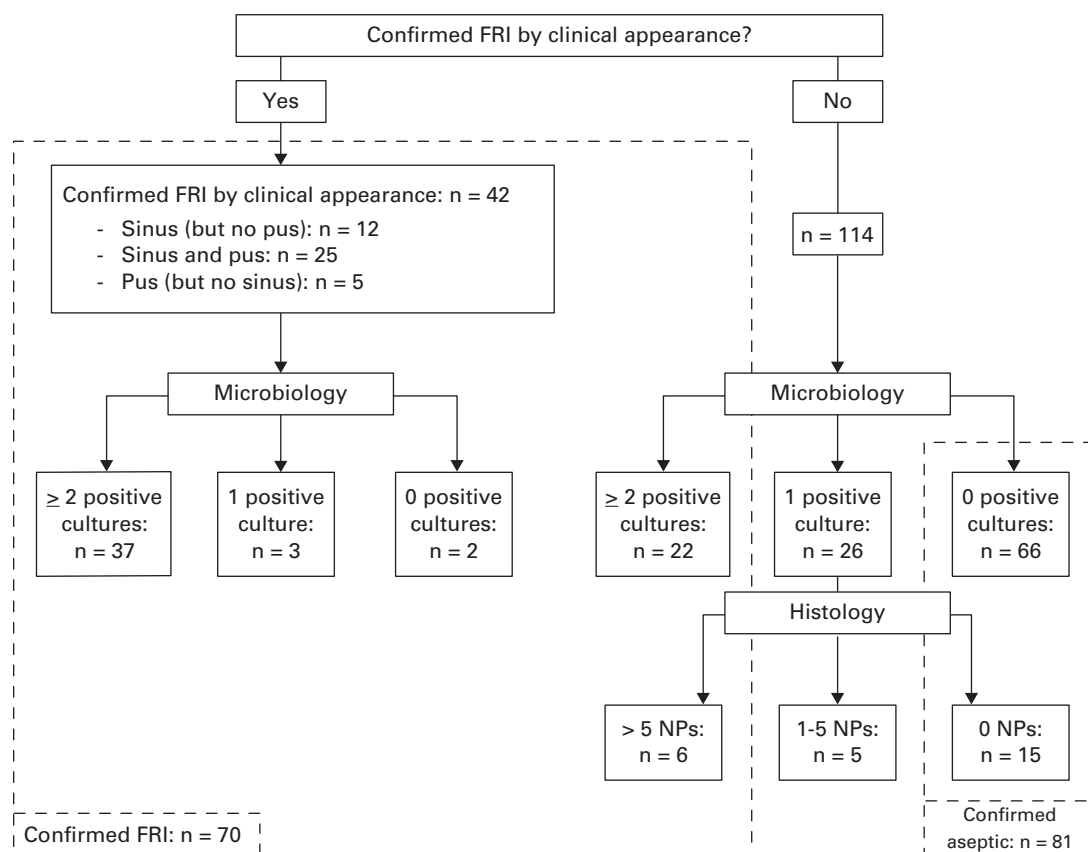 Confirmed FRI by clinical appearance?
Yes
No
Confirmed FRI by clinical appearance: n = 42
- Sinus (but no pus): n = 12
- Sinus and pus: n = 25
- Pus (but no sinus): n = 5
n = 114
Microbiology
Microbiology
≥ 2 positive
cultures:
n = 37
1 positive
culture:
n = 3
0 positive
cultures:
n = 2
≥ 2 positive
cultures:
n = 22
1 positive
culture:
n = 26
0 positive
cultures:
n = 66
Histology
> 5 NPs:
n = 6
1-5 NPs:
n = 5
0 NPs:
n = 15
Confirmed FRI: n = 70
Confirmed
aseptic: n = 81